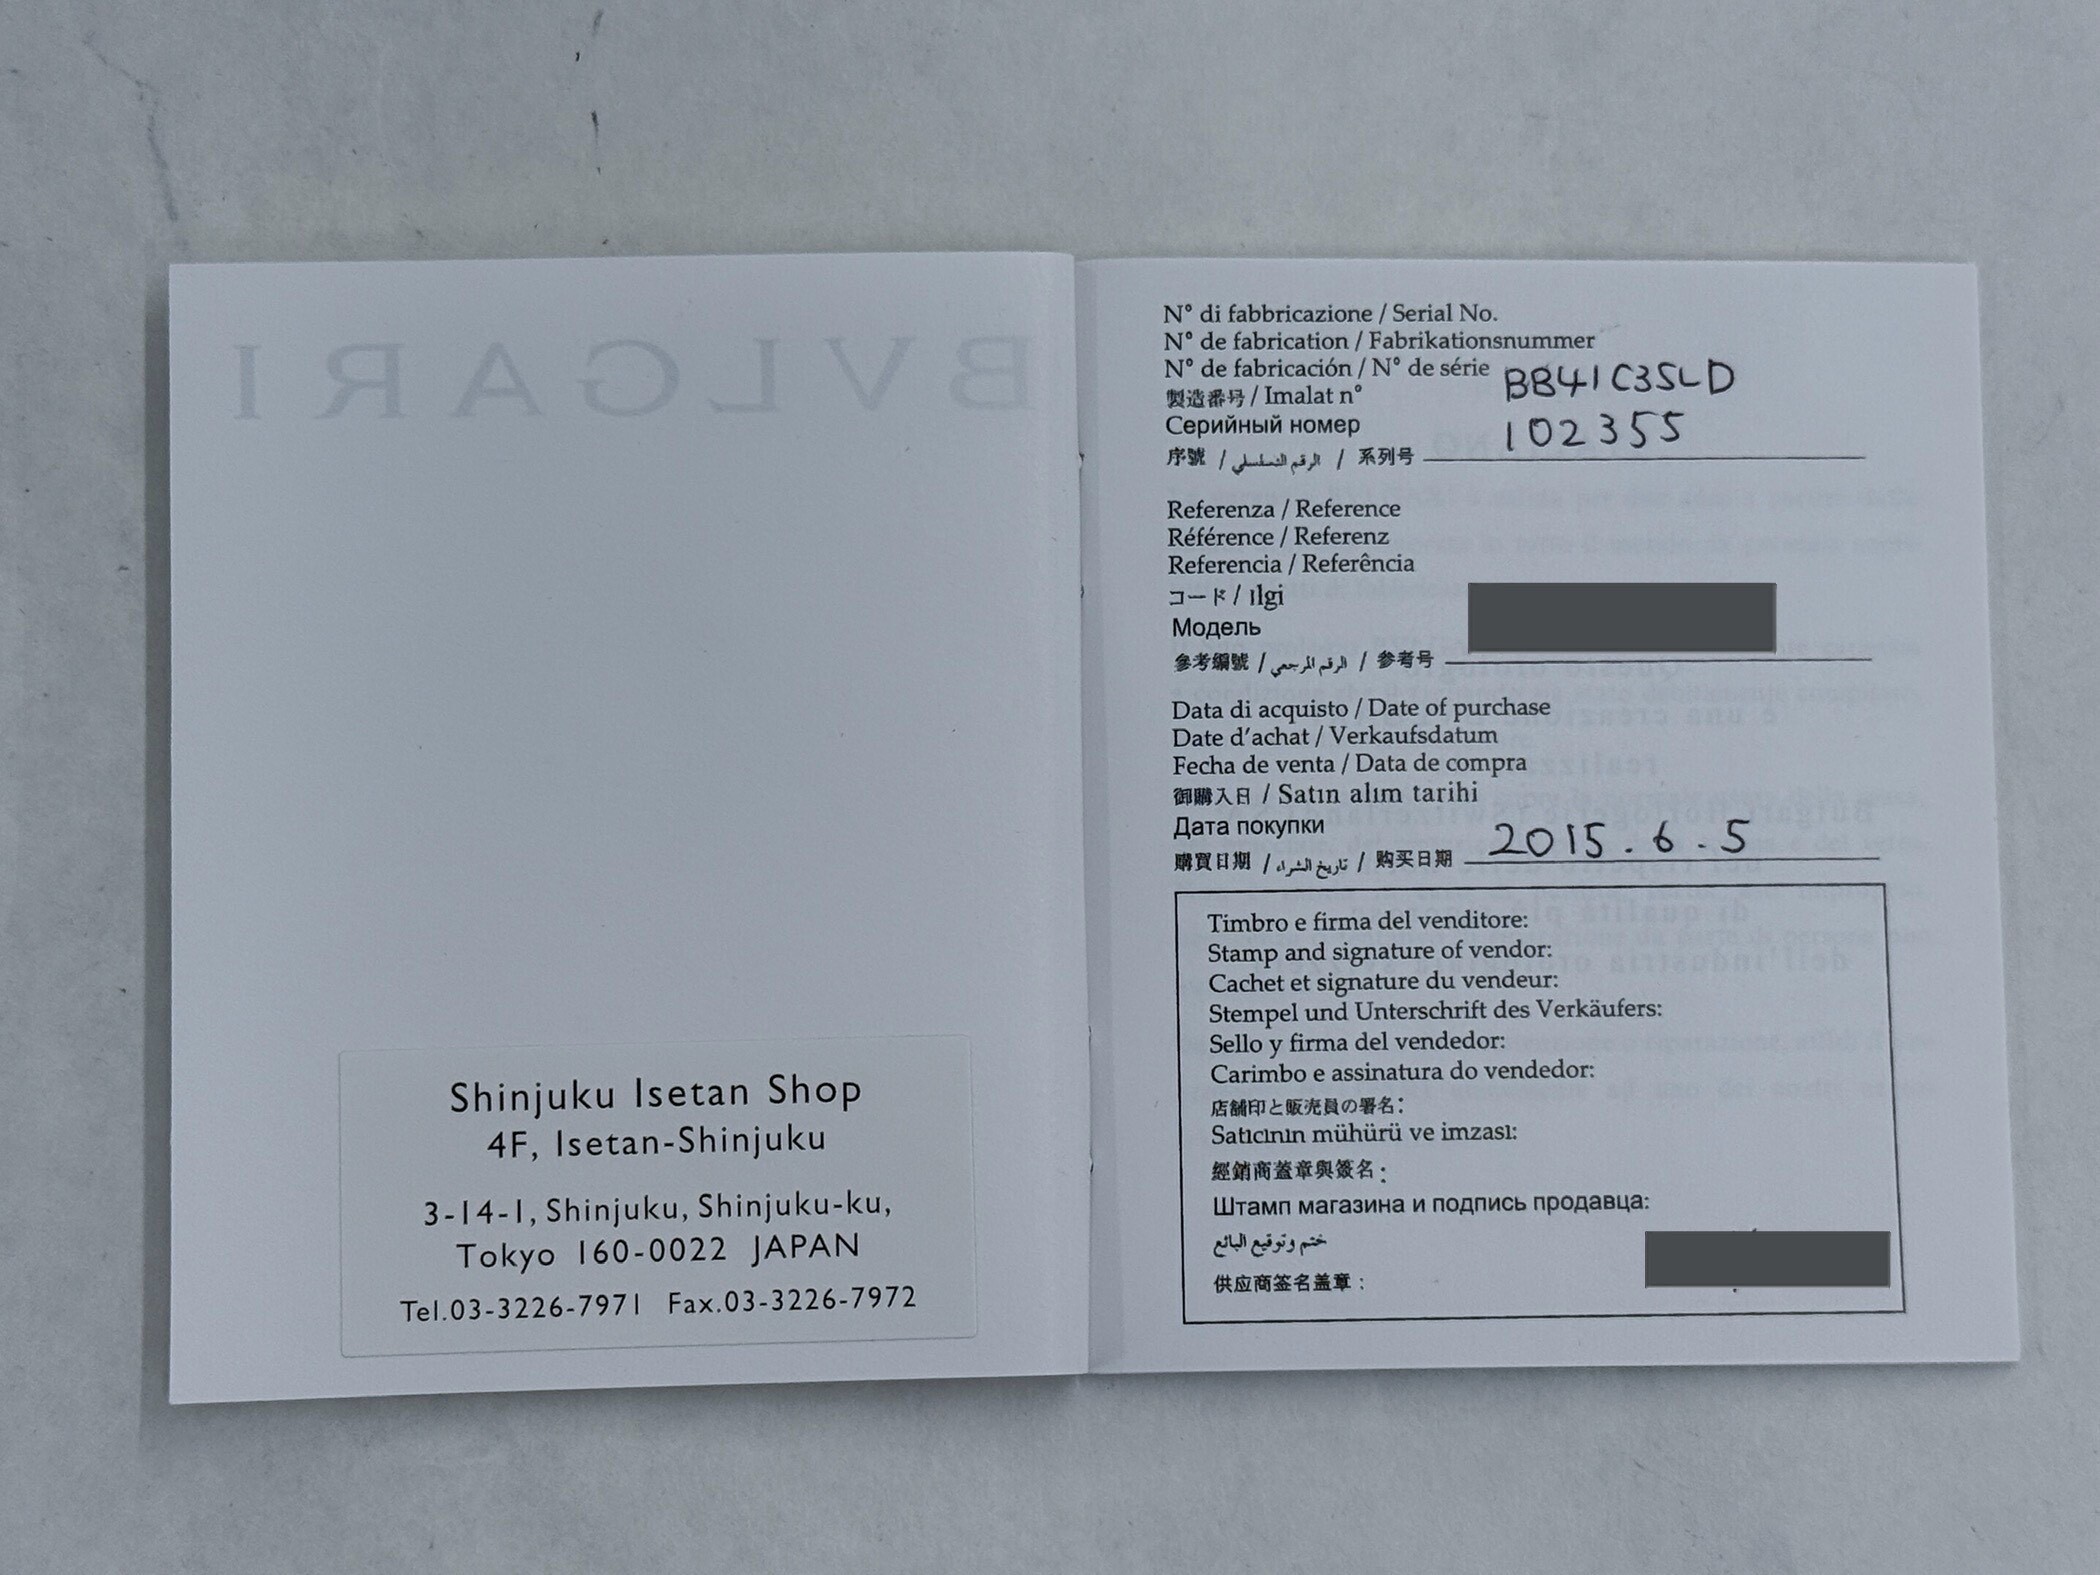 BVLGARI
Shinjuku Isetan Shop
4F, Isetan-Shinjuku
3-14-1, Shinjuku, Shinjuku-ku,
Tokyo 160-0022 JAPAN
Tel.03-3226-7971 Fax.03-3226-7972
N° di fabbricazione / Serial No.
N° de fabrication / Fabrikationsnummer
N° de fabricación / N° de série
製造番号 / Imalat n°
BB41C3SLD
Серийный номер
102355
序號 / الرقم التسلسلي / 系列号
Referenza / Reference
Référence / Referenz
Referencia / Referência
コード / ılgi
Модель
參考編號 / الرقم المرجعي / 参考号
Data di acquisto / Date of purchase
Date d'achat / Verkaufsdatum
Fecha de venta / Data de compra
御購入日 / Satın alım tarihi
Дата покупки
2015.6.5
購買日期 / تاريخ الشراء / 购买日期
Timbro e firma del venditore:
Stamp and signature of vendor:
Cachet et signature du vendeur:
Stempel und Unterschrift des Verkäufers:
Sello y firma del vendedor:
Carimbo e assinatura do vendedor:
店舗印と販売員の署名:
Satıcının mühürü ve imzası:
經銷商蓋章與簽名:
Штамп магазина и подпись продавца:
ختم وتوقيع البائع
供应商签名盖章: